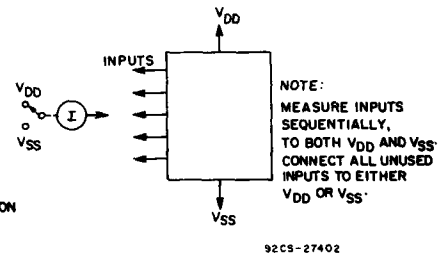 VDD
INPUTS
VDD
I
VSS
NOTE:
MEASURE INPUTS
SEQUENTIALLY,
TO BOTH VDD AND VSS.
CONNECT ALL UNUSED
INPUTS TO EITHER
VDD OR VSS.
ON
VSS
92CS-27402